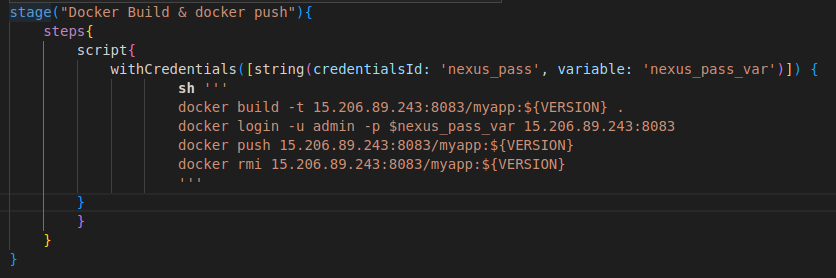 stage("Docker Build & docker push"){
steps{
script{
withCredentials([string(credentialsId: 'nexus_pass', variable: 'nexus_pass_var')]) {
sh '''
docker build -t 15.206.89.243:8083/myapp:${VERSION} .
docker login -u admin -p $nexus_pass_var 15.206.89.243:8083
docker push 15.206.89.243:8083/myapp:${VERSION}
docker rmi 15.206.89.243:8083/myapp:${VERSION}
'''
}
}
}
}